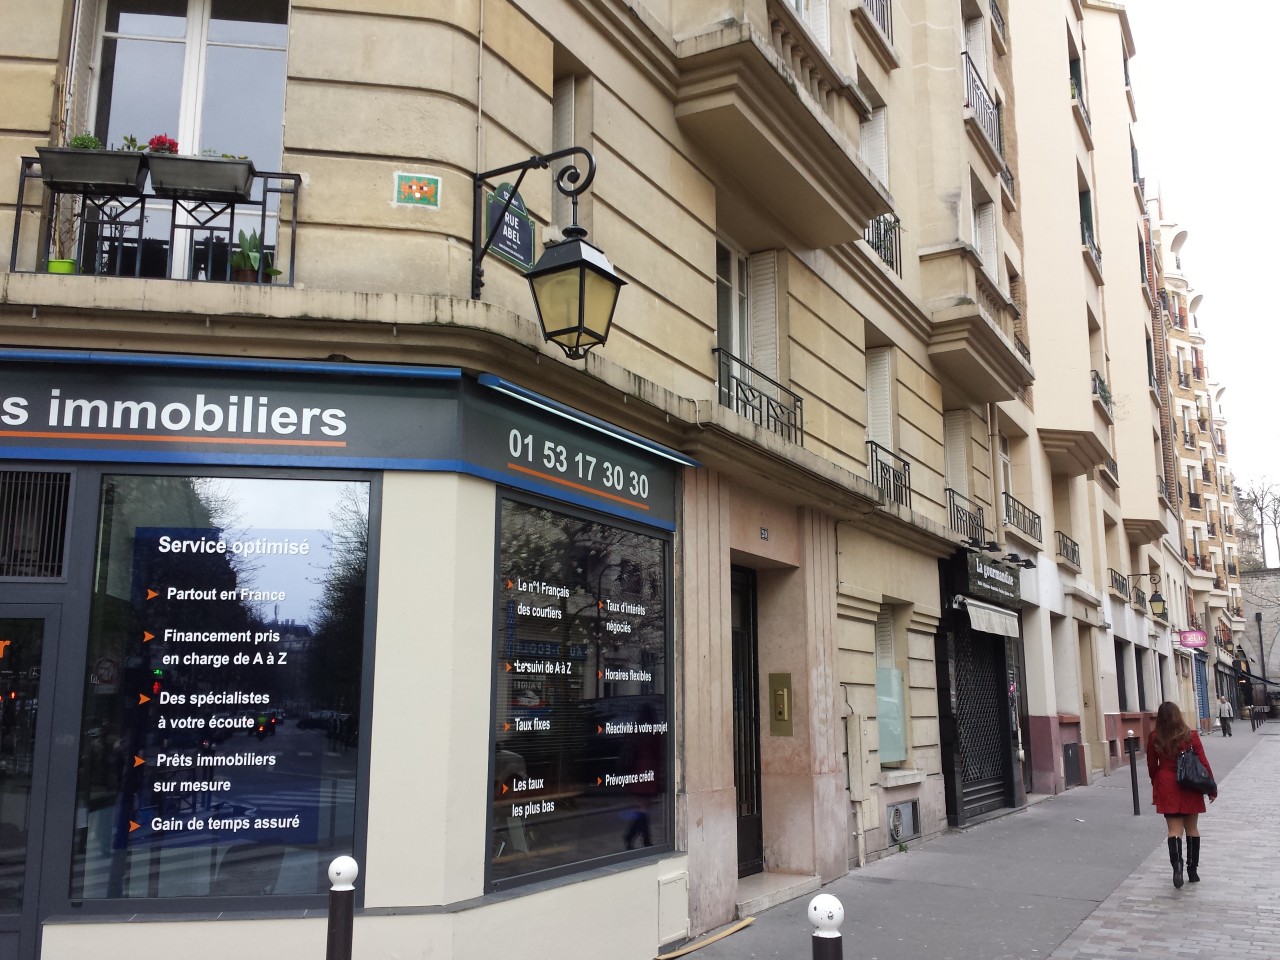 RUE
ABEL
s immobiliers
01 53 17 30 30
Service optimisé
Partout en France
Financement pris
en charge de A à Z
Des spécialistes
à votre écoute
Prêts immobiliers
sur mesure
Gain de temps assuré
Le n°1 Français
des courtiers
Le suivi de A à Z
Taux fixes
Les taux
les plus bas
Taux d'intérêts
négociés
Horaires flexibles
Réactivité à votre projet
Prévoyance crédit
La gourmandine